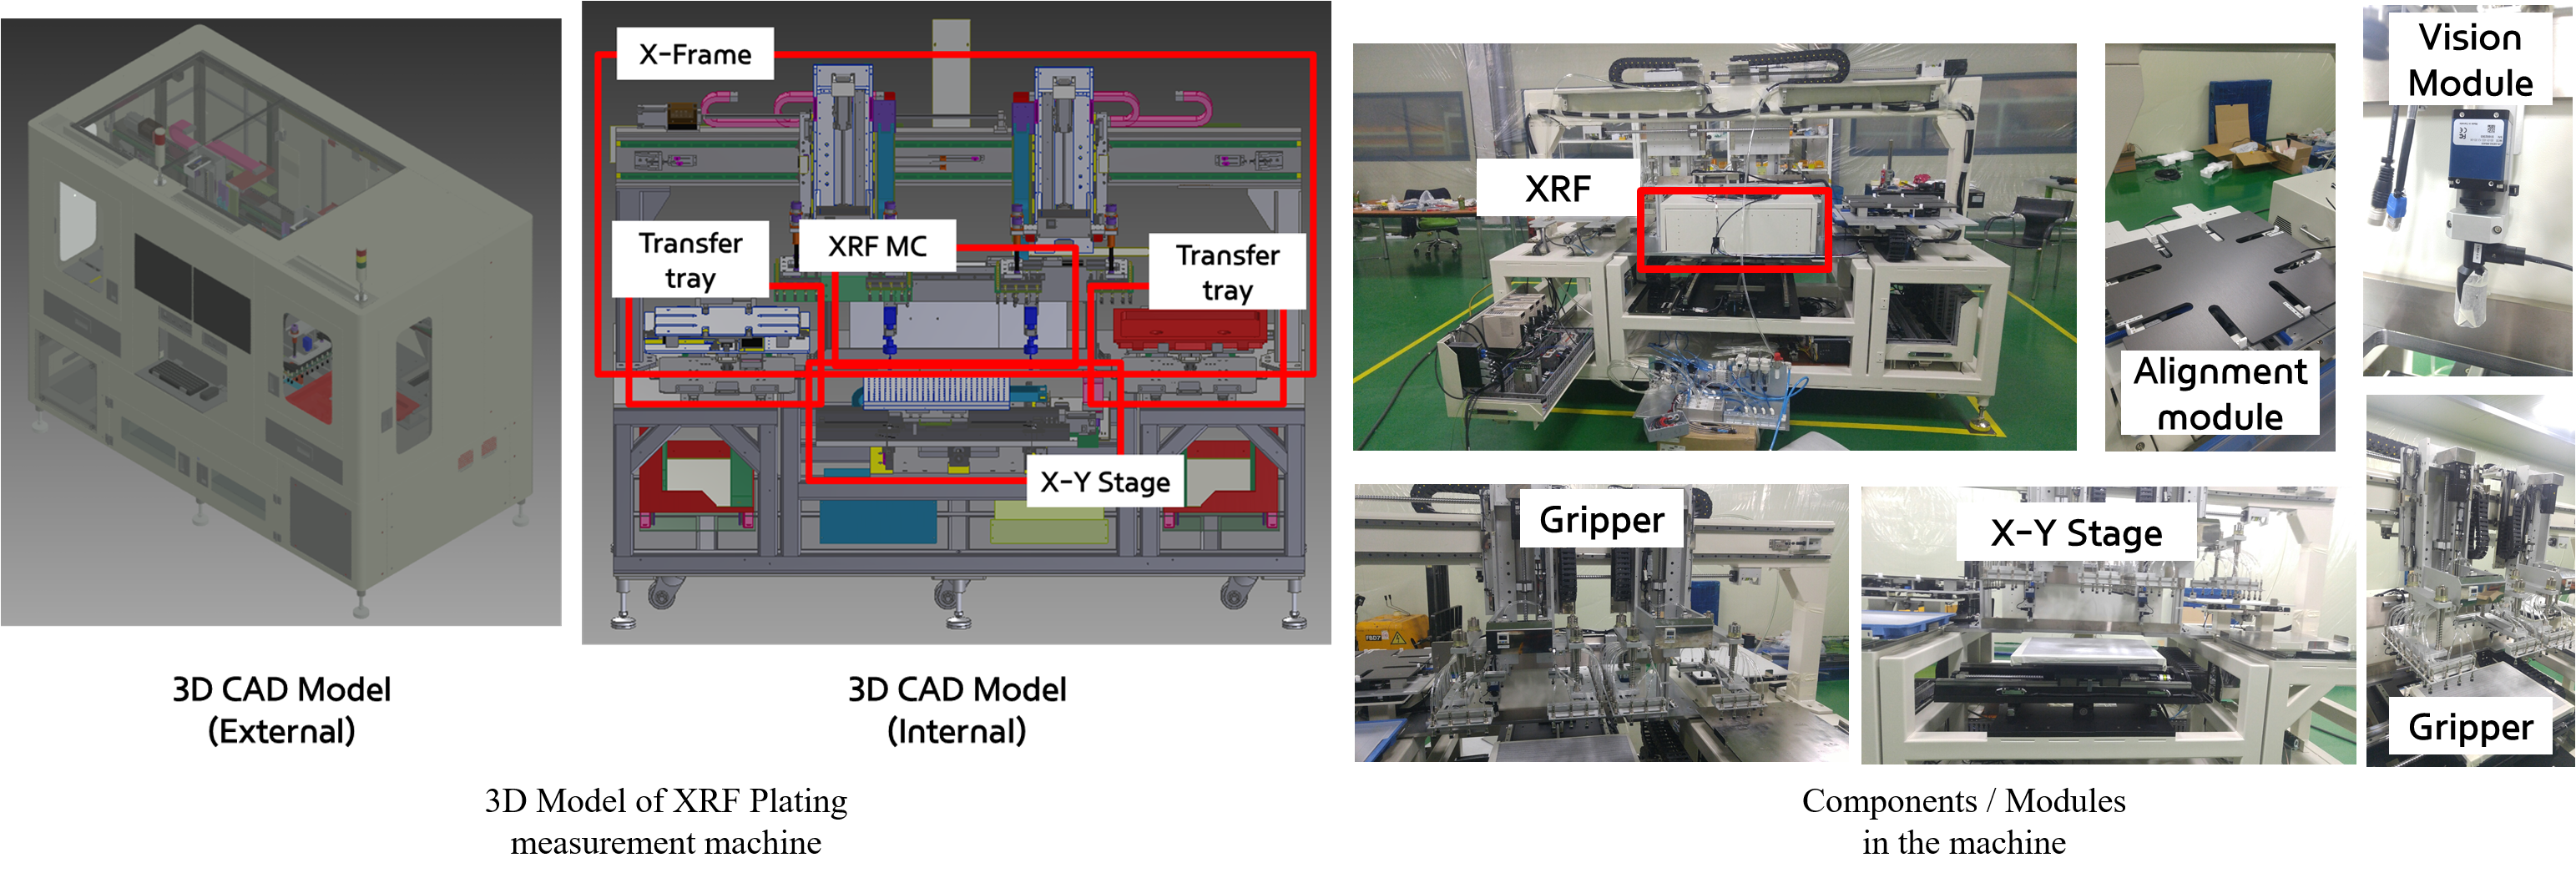 X-Frame
Transfer
tray
XRF MC
Transfer
tray
X-Y Stage
3D CAD Model
(External)
3D CAD Model
(Internal)
3D Model of XRF Plating
measurement machine
XRF
Alignment
module
Vision
Module
Gripper
X-Y Stage
Gripper
Components / Modules
in the machine